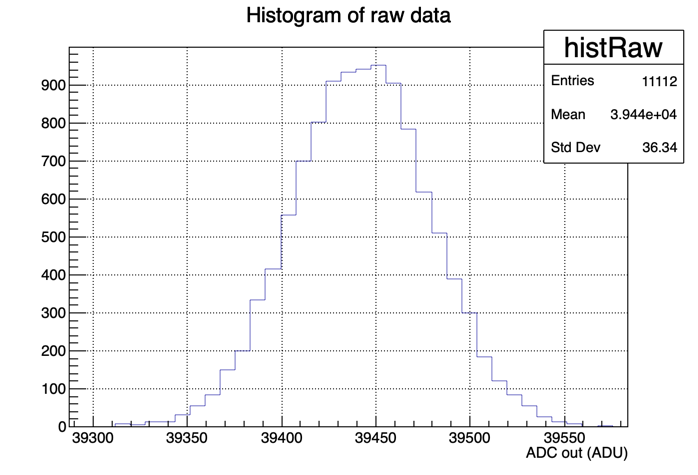 Histogram of raw data
histRaw
Entries 11112
Mean 3.944e+04
Std Dev 36.34
900
800
700
600
500
400
300
200
100
0
39300 39350 39400 39450 39500 39550
ADC out (ADU)